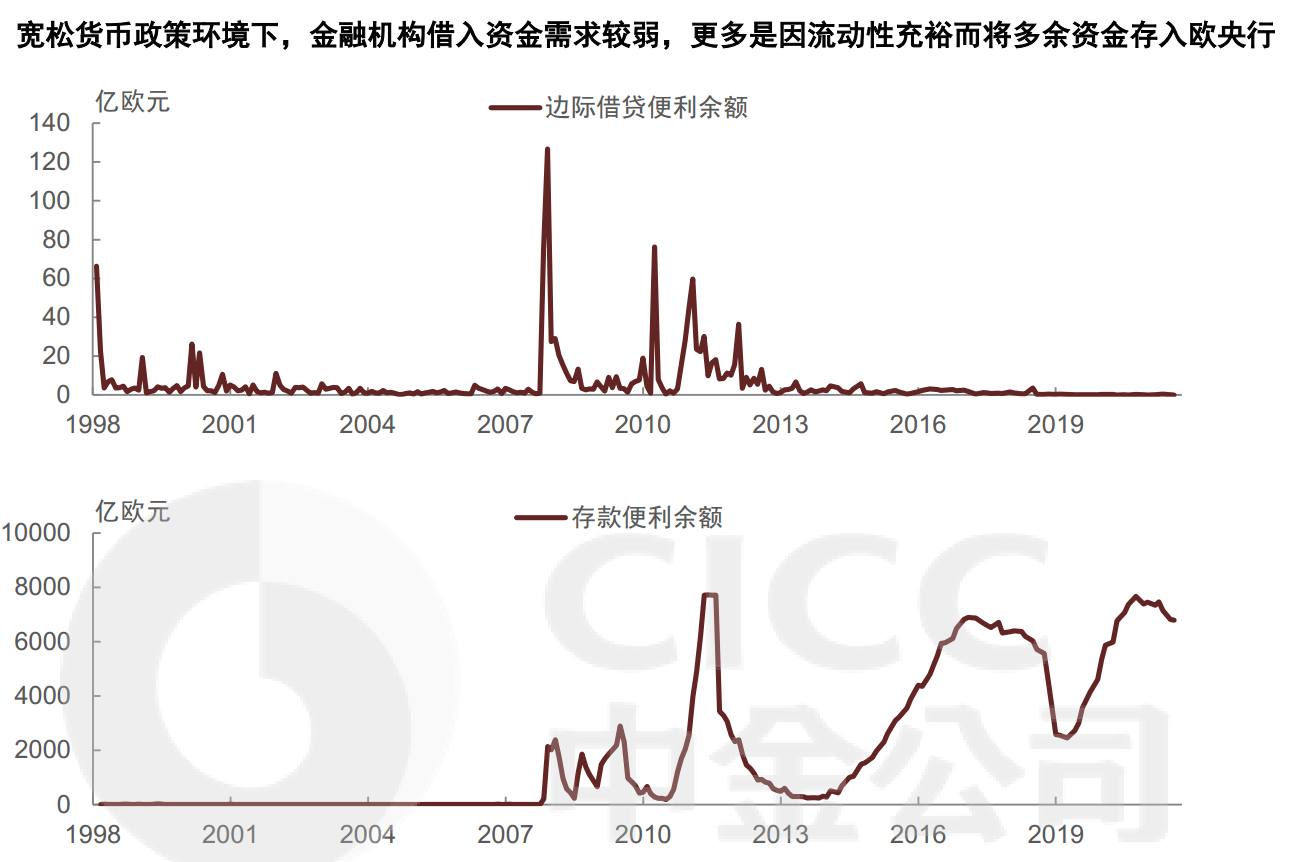 宽松货币政策环境下，金融机构借入资金需求较弱，更多是因流动性充裕而将多余资金存入欧央行
亿欧元
边际借贷便利余额
140
120
100
80
60
40
20
0
1998 2001 2004 2007 2010 2013 2016 2019
亿欧元
存款便利余额
10000
8000
6000
4000
2000
0
1998 2001 2004 2007 2010 2013 2016 2019
CICC
中金公司